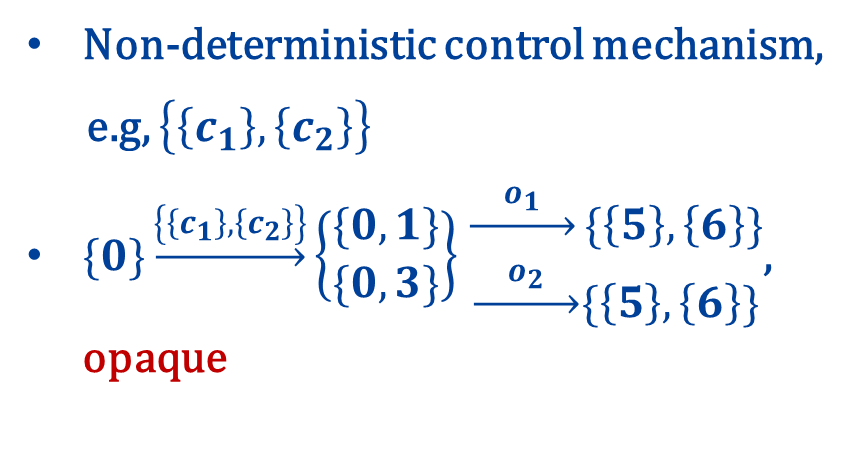 • Non-deterministic control mechanism,
e.g, {{c₁}, {c₂}}
• {0} {{c₁},{c₂}} → {{0, 1} {0, 3}} o₁ → {{5}, {6}}
o₂ → {{5}, {6}} ,
opaque